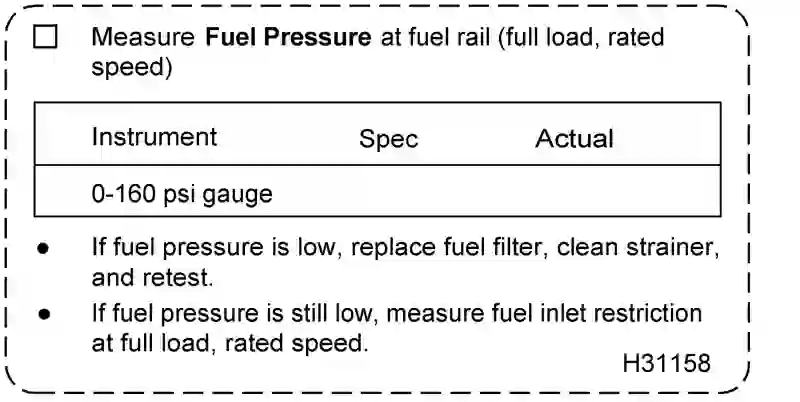 Measure Fuel Pressure at fuel rail (full load, rated
speed)
Instrument Spec Actual
0-160 psi gauge
● If fuel pressure is low, replace fuel filter, clean strainer,
and retest.
● If fuel pressure is still low, measure fuel inlet restriction
at full load, rated speed.
H31158